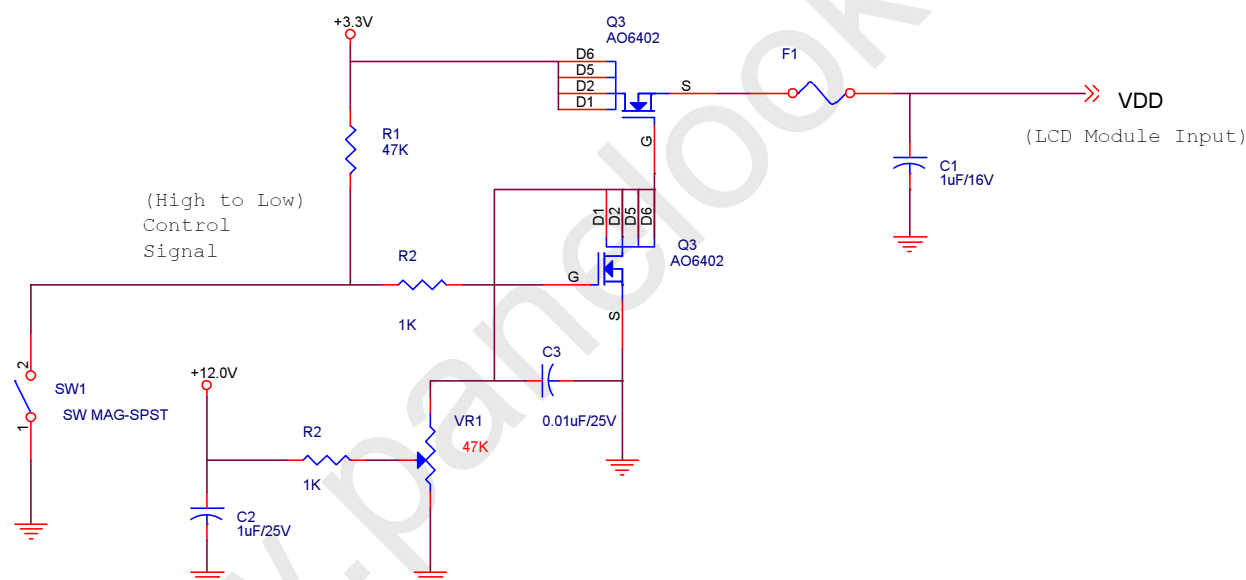 +3.3V
Q3
AO6402
D6
D5
D2
D1
S
G
F1
VDD
(LCD Module Input)
R1
47K
C1
1uF/16V
(High to Low)
Control
Signal
D1
D2
D5
D6
Q3
AO6402
G
S
R2
1K
2
1
SW1
SW MAG-SPST
+12.0V
C3
0.01uF/25V
VR1
47K
R2
1K
C2
1uF/25V
.panelook